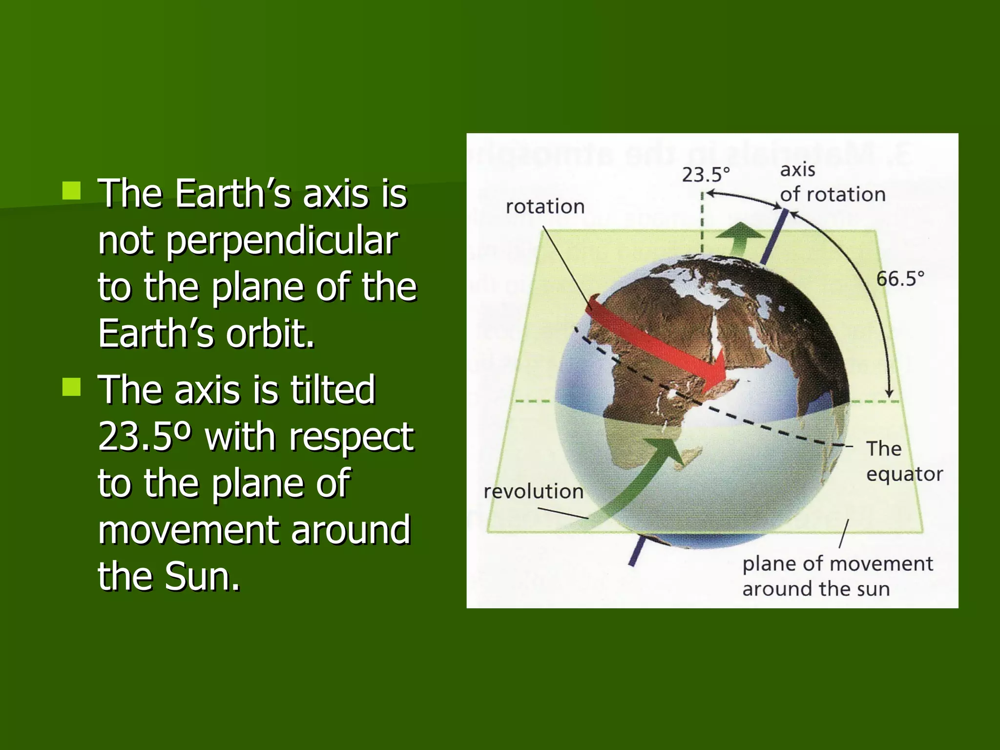 The Earth’s axis is
not perpendicular
to the plane of the
Earth’s orbit.
The axis is tilted
23.5º with respect
to the plane of
movement around
the Sun.
23.5°
axis
of rotation
rotation
66.5°
The
equator
revolution
plane of movement
around the sun